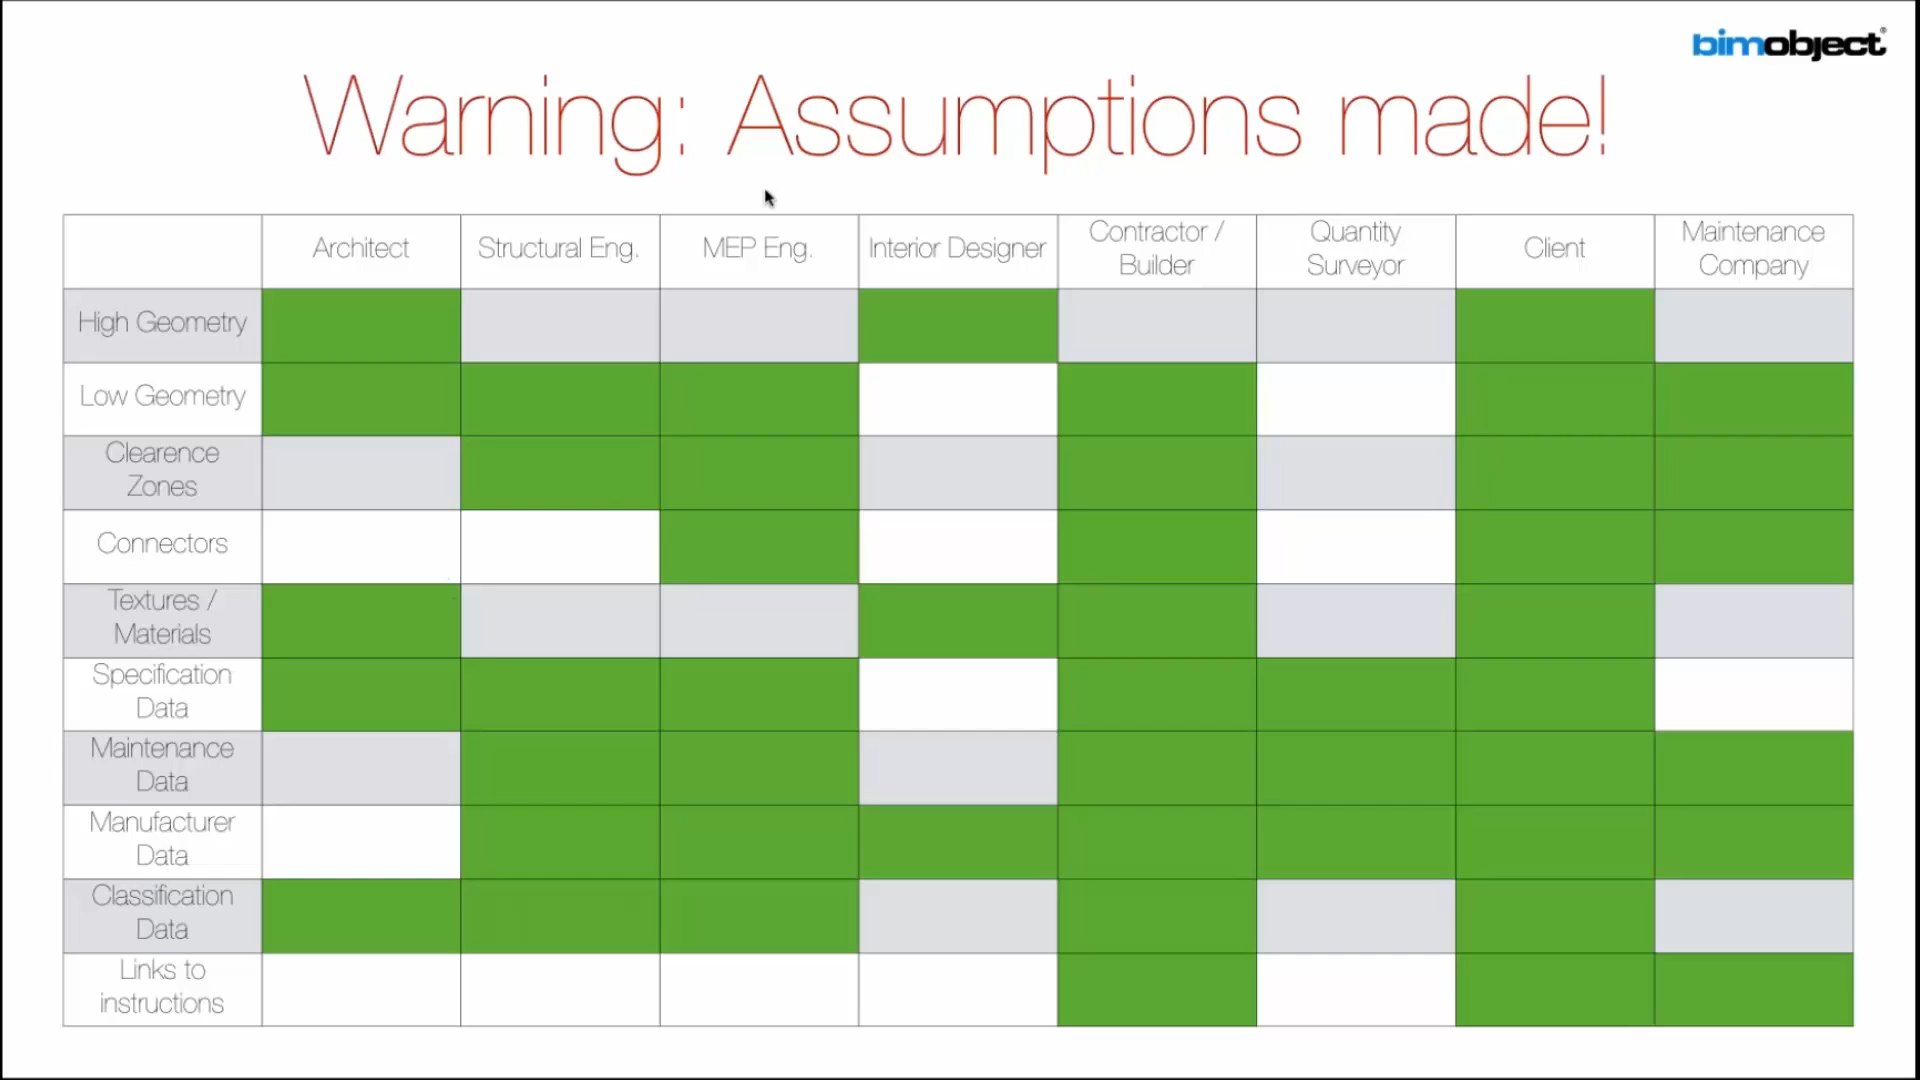 bimobject®
Warning: Assumptions made!
Architect
Structural Eng.
MEP Eng.
Interior Designer
Contractor /
Builder
Quantity
Surveyor
Client
Maintenance
Company
High Geometry
Low Geometry
Clearence
Zones
Connectors
Textures /
Materials
Specification
Data
Maintenance
Data
Manufacturer
Data
Classification
Data
Links to
instructions